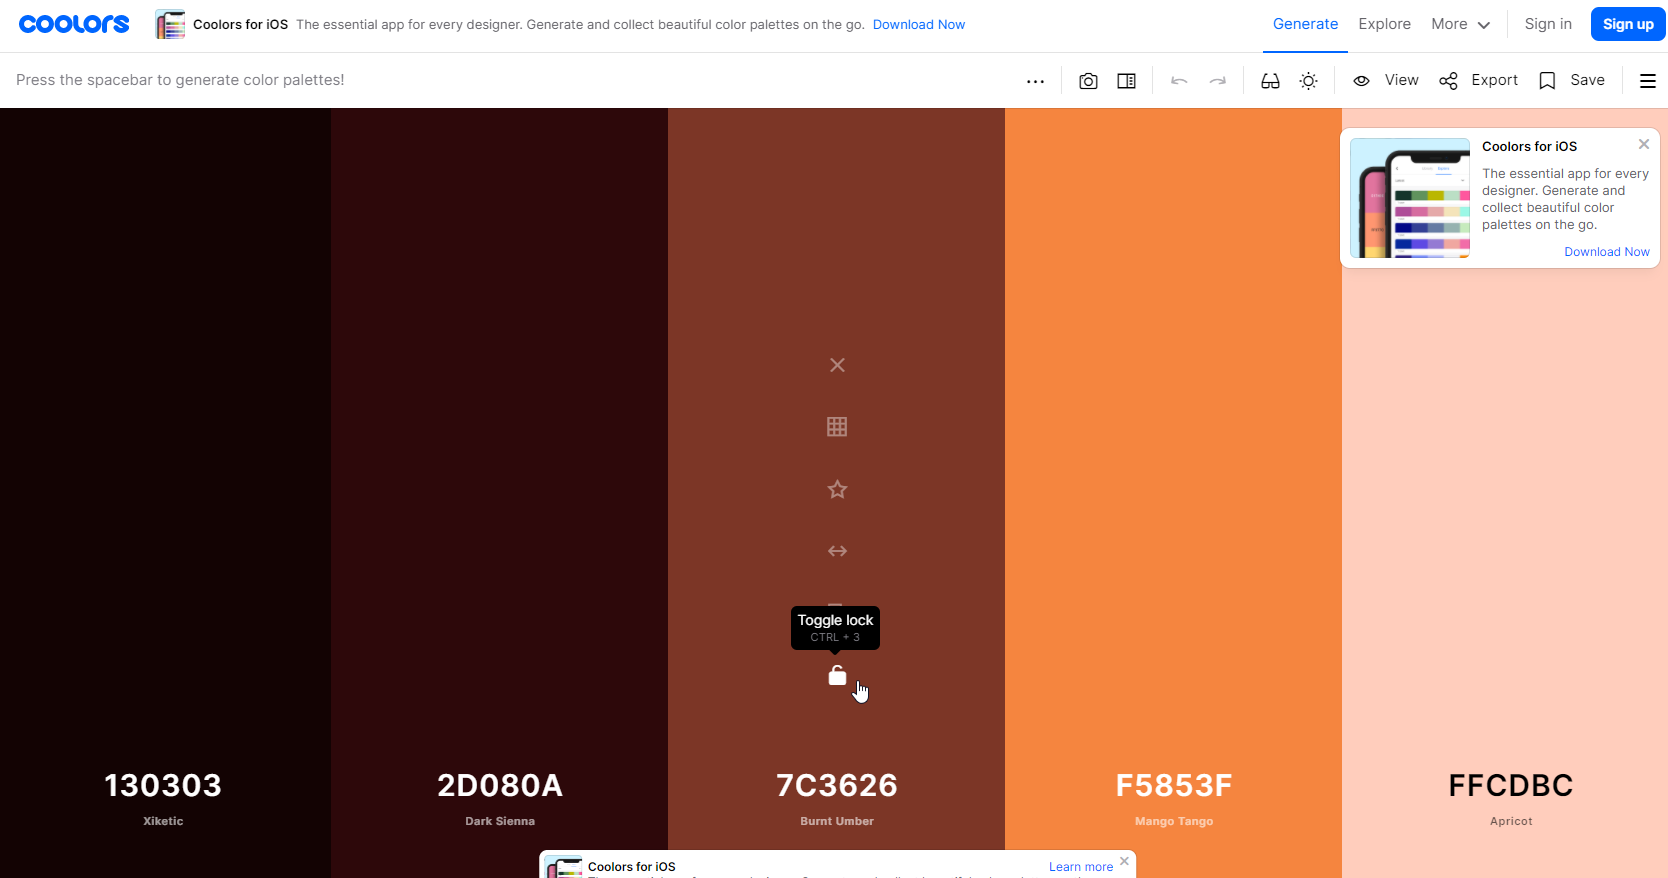 coolors
Coolors for iOS The essential app for every designer. Generate and collect beautiful color palettes on the go. Download Now
Generate Explore More Sign in Sign up
Press the spacebar to generate color palettes!
View Export Save
Coolors for iOS
The essential app for every
designer. Generate and
collect beautiful color
palettes on the go.
Download Now
Toggle lock
CTRL + 3
130303
Xiketic
2D080A
Dark Sienna
7C3626
Burnt Umber
F5853F
Mango Tango
FFCDBC
Apricot
Coolors for iOS
Learn more